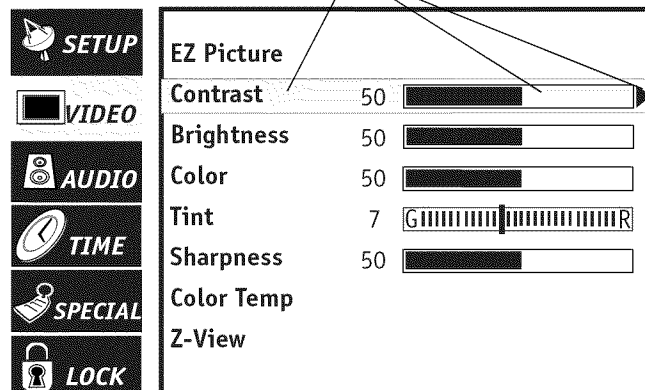 SETUP
VIDEO
AUDIO
TIME
SPECIAL
LOCK
EZ Picture
Contrast 50
Brightness 50
Color 50
Tint 7 G R
Sharpness 50
Color Temp
Z-View